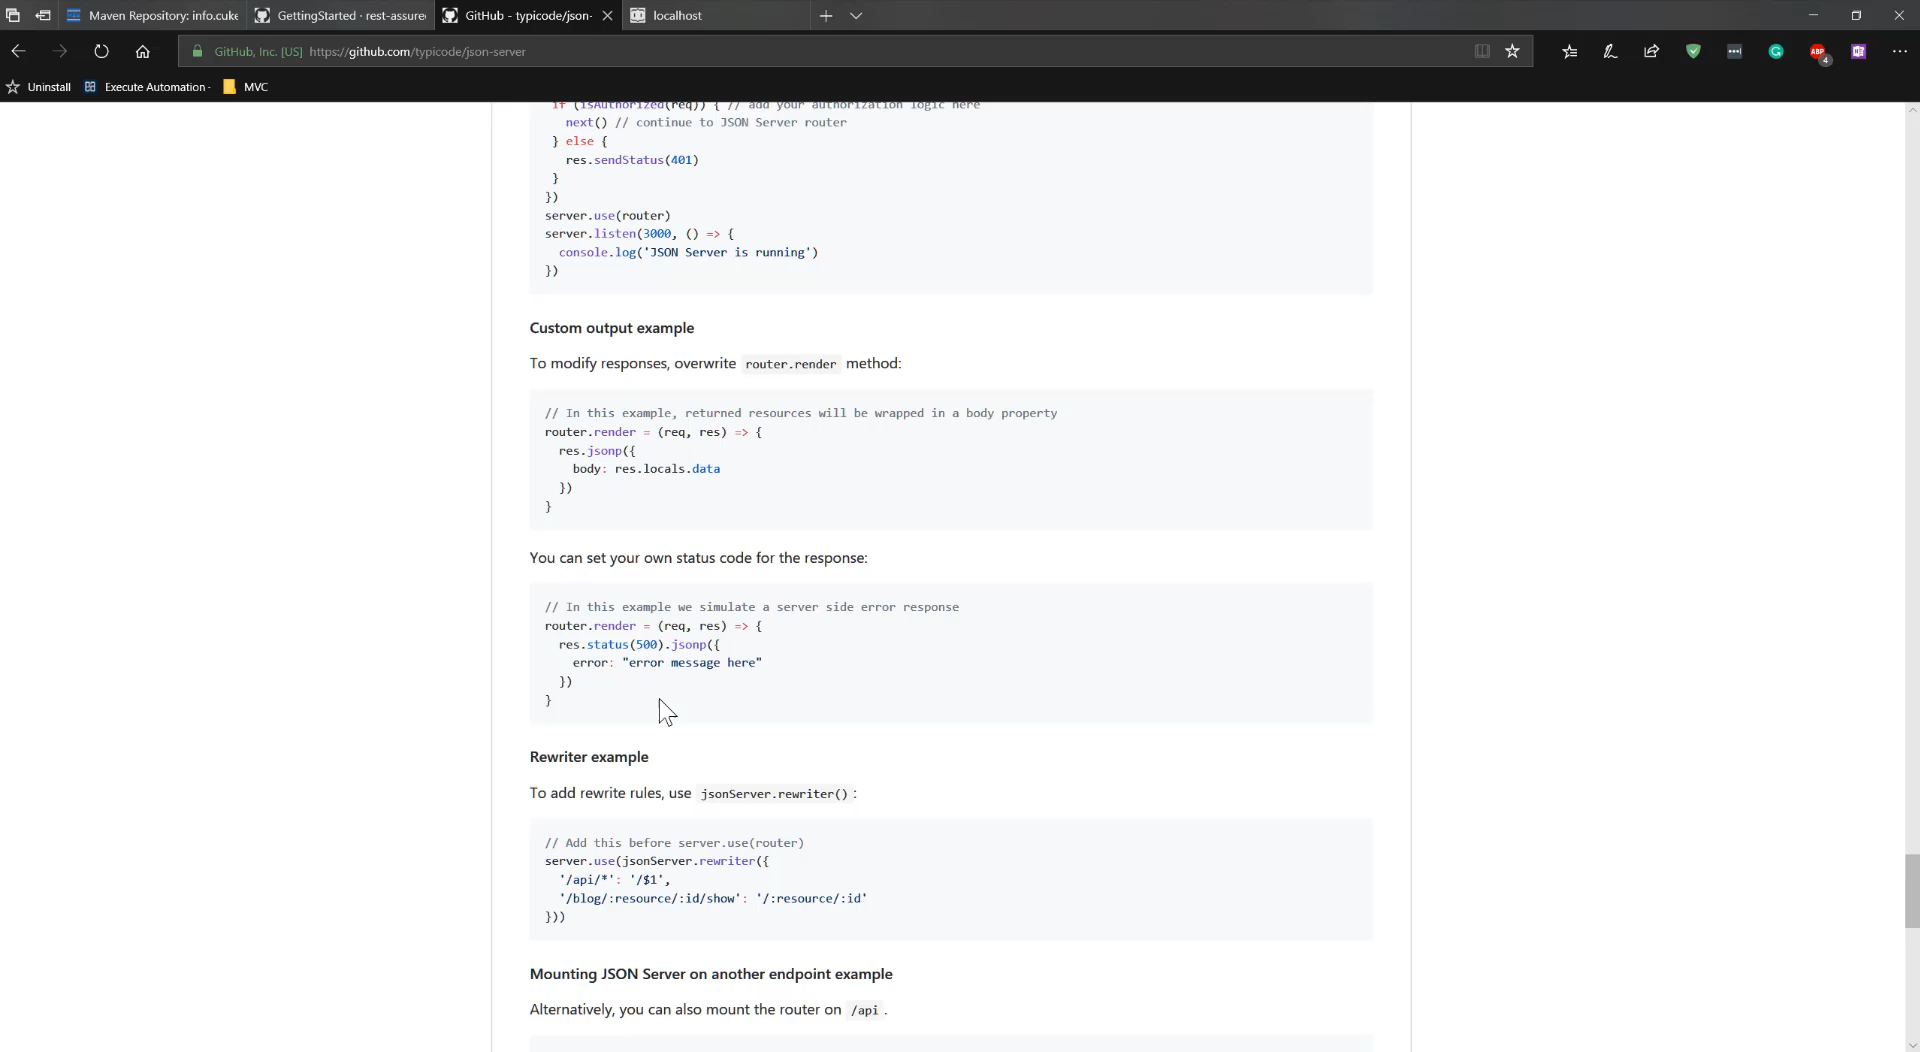 Maven Repository: info.cuke
GettingStarted · rest-assured
GitHub - typicode/json-
localhost
GitHub, Inc. [US] https://github.com/typicode/json-server
ABP
4
Uninstall
Execute Automation -
MVC
if (isAuthorized(req)) { // add your authorization logic here
next() // continue to JSON Server router
} else {
res.sendStatus(401)
}
})
server.use(router)
server.listen(3000, () => {
console.log('JSON Server is running')
})
Custom output example
To modify responses, overwrite router.render method:
// In this example, returned resources will be wrapped in a body property
router.render = (req, res) => {
res.jsonp({
body: res.locals.data
})
}
You can set your own status code for the response:
// In this example we simulate a server side error response
router.render = (req, res) => {
res.status(500).jsonp({
error: "error message here"
})
}
Rewriter example
To add rewrite rules, use jsonServer.rewriter() :
// Add this before server.use(router)
server.use(jsonServer.rewriter({
'/api/*': '/$1',
'/blog/:resource/:id/show': '/:resource/:id'
}))
Mounting JSON Server on another endpoint example
Alternatively, you can also mount the router on /api .